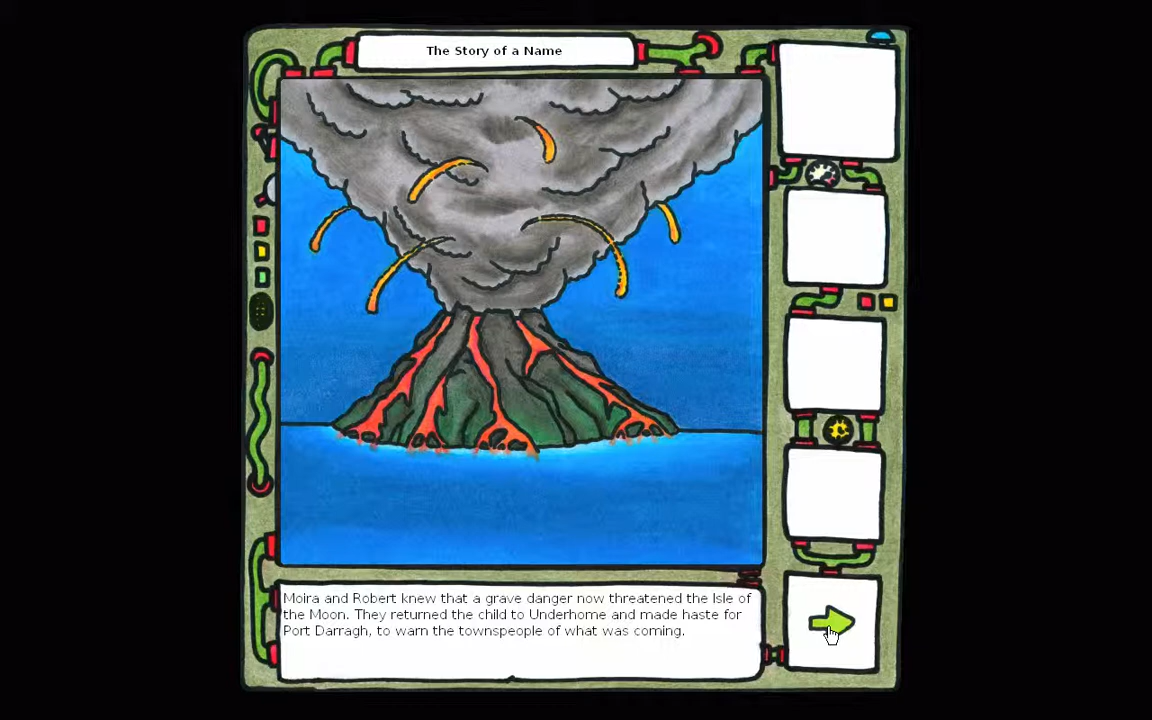 The Story of a Name
Moira and Robert knew that a grave danger now threatened the Isle of
the Moon. They returned the child to Underhome and made haste for
Port Darragh, to warn the townspeople of what was coming.